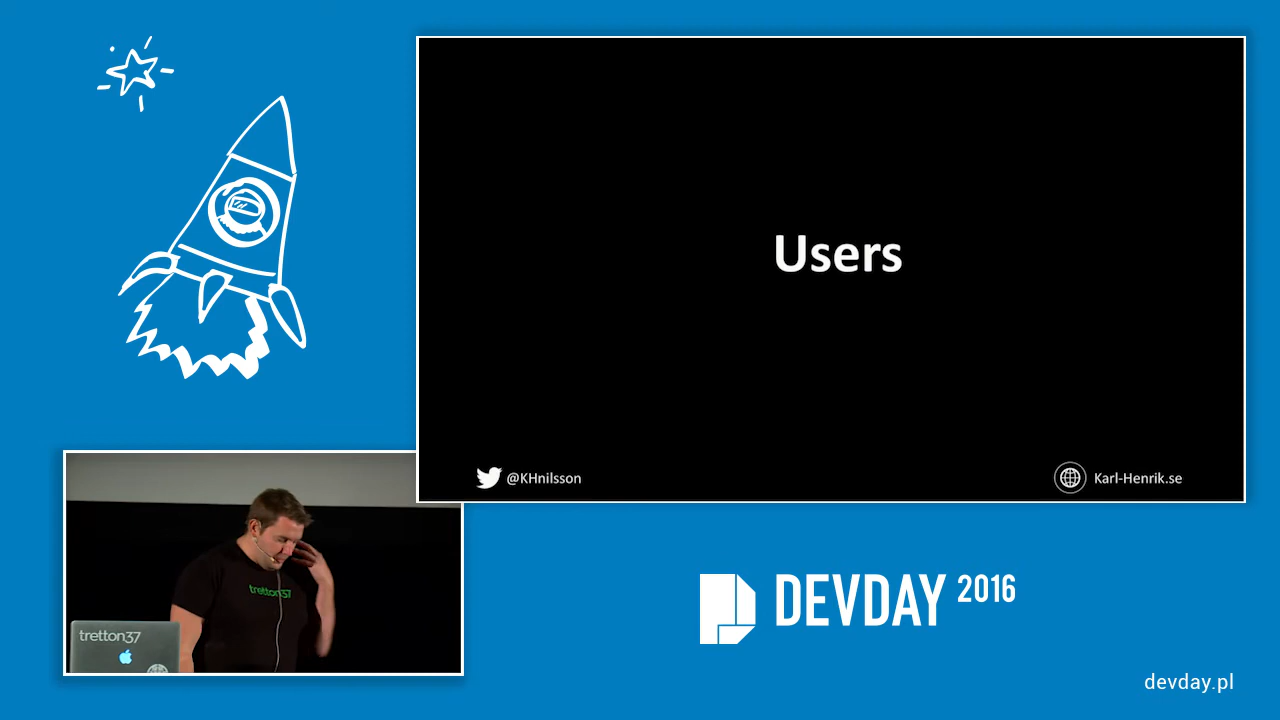 Users
@KHnilsson
Karl-Henrik.se
tretton37
tretton37
DEVDAY 2016
devday.pl